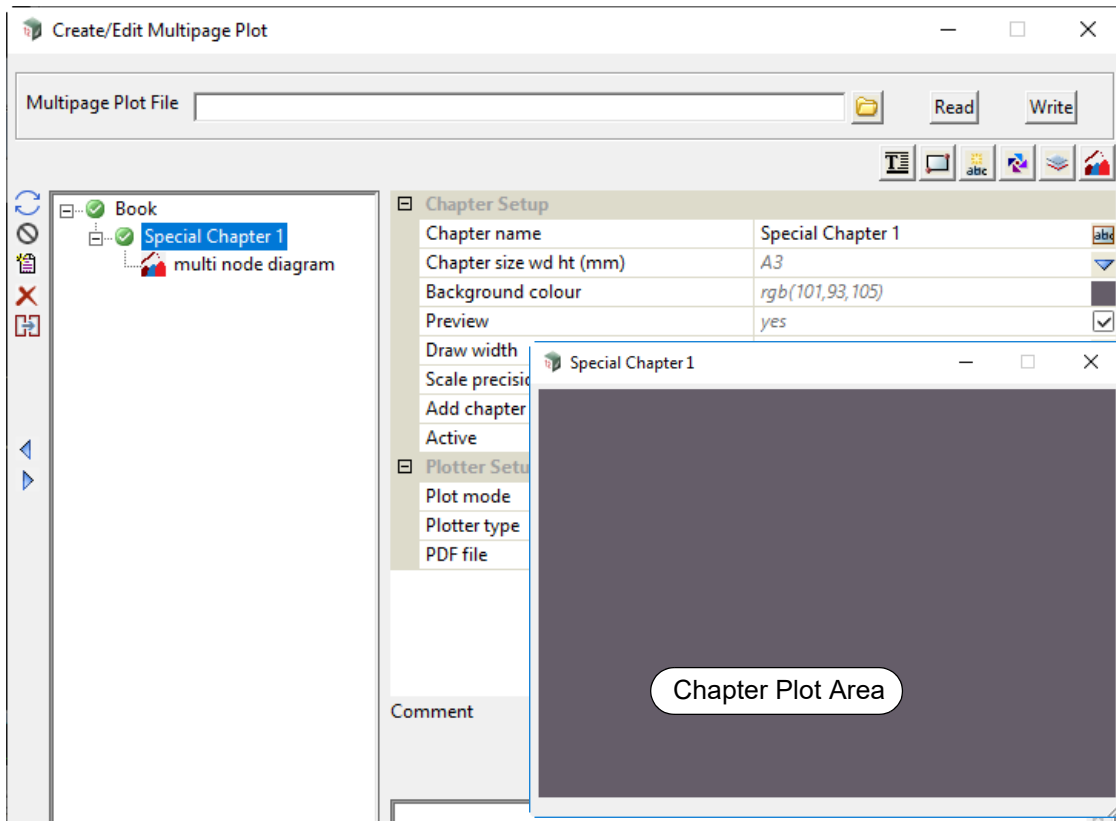 Create/Edit Multipage Plot
Multipage Plot File
Read
Write
T
abc
Book
Special Chapter 1
multi node diagram
Chapter Setup
Chapter name Special Chapter 1 abc
Chapter size wd ht (mm) A3
Background colour rgb(101,93,105)
Preview yes
Draw width
Scale precisio
Add chapter
Active
Plotter Setu
Plot mode
Plotter type
PDF file
Comment
Special Chapter 1
Chapter Plot Area